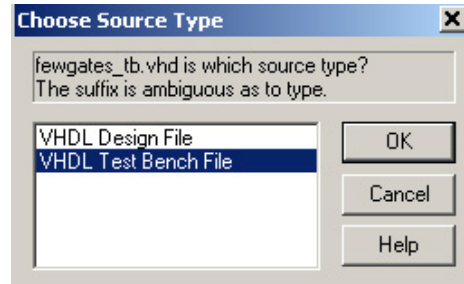 Choose Source Type
fewgates_tb.vhd is which source type?
The suffix is ambiguous as to type.
VHDL Design File
VHDL Test Bench File
OK
Cancel
Help